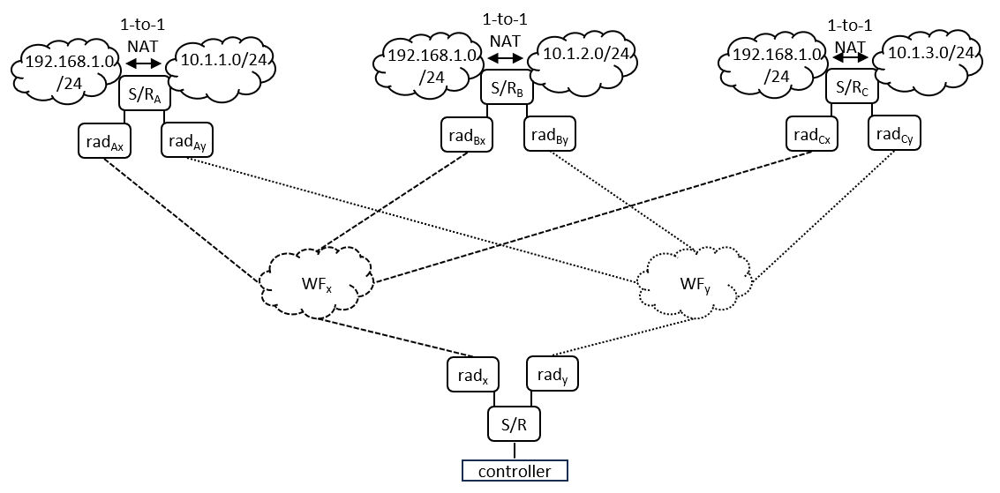 1-to-1
NAT
192.168.1.0
/24
10.1.1.0/24
S/RA
radAx
radAy
1-to-1
NAT
192.168.1.0
/24
10.1.2.0/24
S/RB
radBx
radBy
1-to-1
NAT
192.168.1.0
/24
10.1.3.0/24
S/RC
radCx
radCy
WFx
WFy
radx
rady
S/R
controller